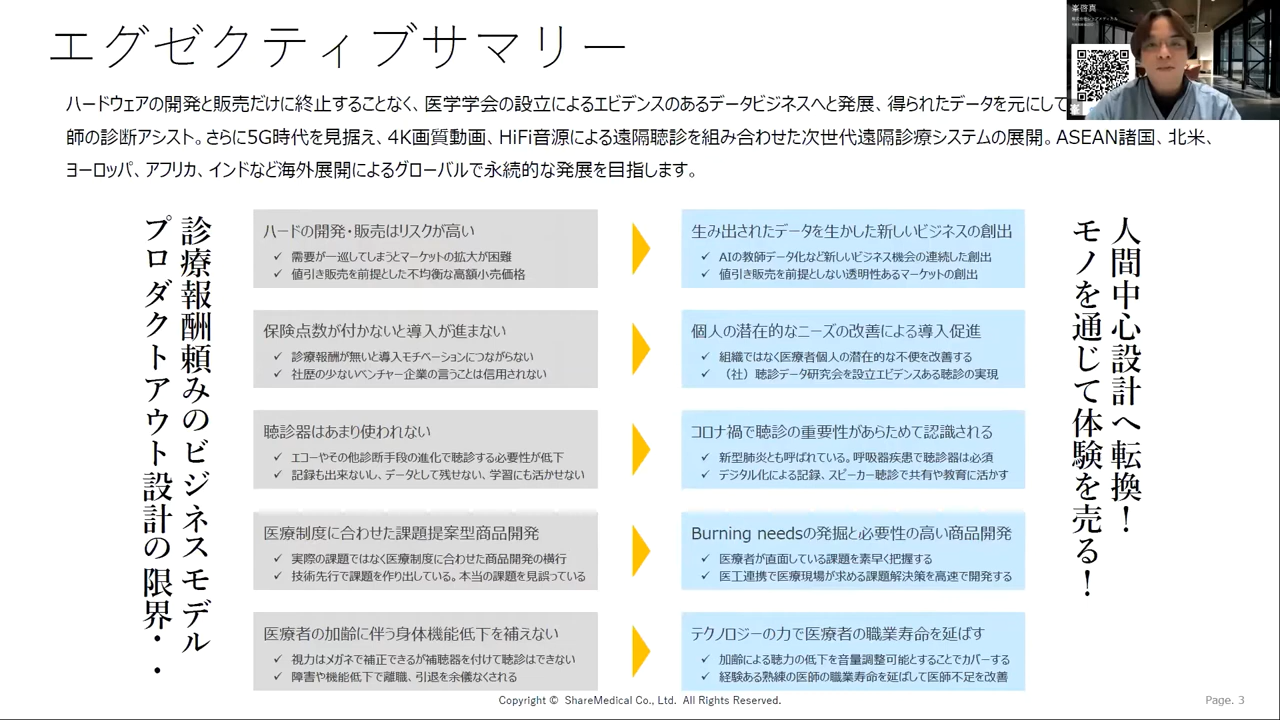 エグゼクティブサマリー
峯啓真
ハードウェアの開発と販売だけに終止することなく、医学学会の設立によるエビデンスのあるデータビジネスへと発展、得られたデータを元にして
師の診断アシスト。さらに5G時代を見据え、4K画質動画、HiFi音源による遠隔聴診を組み合わせた次世代遠隔診療システムの展開。ASEAN諸国、北米、
ヨーロッパ、アフリカ、インドなど海外展開によるグローバルで永続的な発展を目指します。
診療報酬頼みのビジネスモデル
プロダクトアウト設計の限界・・
ハードの開発・販売はリスクが高い
✓ 需要が一巡してしまうとマーケットの拡大が困難
✓ 値引き販売を前提とした不均衡な高額小売価格
生み出されたデータを生かした新しいビジネスの創出
✓ AIの教師データ化など新しいビジネス機会の連続した創出
✓ 値引き販売を前提としない透明性あるマーケットの創出
保険点数が付かないと導入が進まない
✓ 診療報酬が無いと導入モチベーションにつながらない
✓ 社歴の少ないベンチャー企業の言うことは信用されない
個人の潜在的なニーズの改善による導入促進
✓ 組織ではなく医療者個人の潜在的な不便を改善する
✓ （社）聴診データ研究会を設立エビデンスある聴診の実現
聴診器はあまり使われない
✓ エコーやその他診断手段の進化で聴診する必要性が低下
✓ 記録も出来ないし、データとして残せない、学習にも活かせない
コロナ禍で聴診の重要性があらためて認識される
✓ 新型肺炎とも呼ばれている。呼吸器疾患で聴診器は必須
✓ デジタル化による記録、スピーカー聴診で共有や教育に活かす
医療制度に合わせた課題提案型商品開発
✓ 実際の課題ではなく医療制度に合わせた商品開発の横行
✓ 技術先行で課題を作り出している。本当の課題を見誤っている
Burning needsの発掘と必要性の高い商品開発
✓ 医療者が直面している課題を素早く把握する
✓ 医工連携で医療現場が求める課題解決策を高速で開発する
医療者の加齢に伴う身体機能低下を補えない
✓ 視力はメガネで補正できるが補聴器を付けて聴診はできない
✓ 障害や機能低下で離職、引退を余儀なくされる
テクノロジーの力で医療者の職業寿命を延ばす
✓ 加齢による聴力の低下を音量調整可能とすることでカバーする
✓ 経験ある熟練の医師の職業寿命を延ばして医師不足を改善
人間中心設計へ転換！
モノを通じて体験を売る！
Copyright © ShareMedical Co., Ltd. All Rights Reserved.
Page. 3